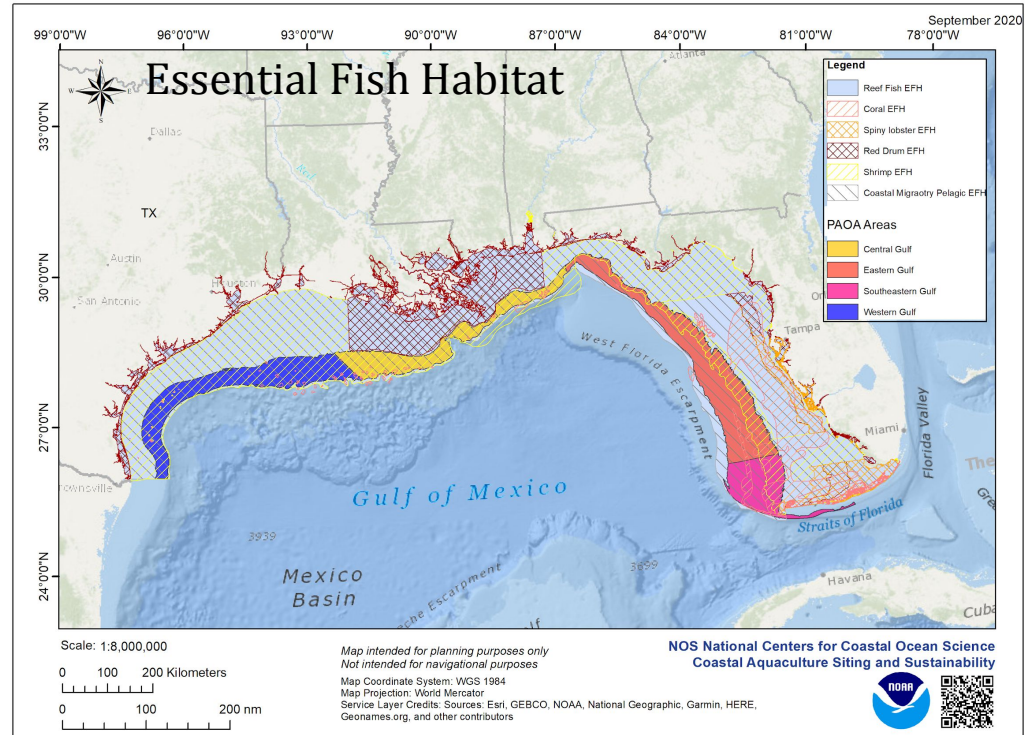 September 2020
99°0'0"W 96°0'0"W 93°0'0"W 90°0'0"W 87°0'0"W 84°0'0"W 81°0'0"W 78°0'0"W
Essential Fish Habitat
N
W
E
S
33°0'0"N
30°0'0"N
27°0'0"N
24°0'0"N
Atlanta
Dallas
Red
TX
Austin
Houston
San Antonio
Tampa
Miami
Havana
Cuba
Legend
Reef Fish EFH
Coral EFH
Spiny lobster EFH
Red Drum EFH
Shrimp EFH
Coastal Migraotry Pelagic EFH
PAOA Areas
Central Gulf
Eastern Gulf
Southeastern Gulf
Western Gulf
West Florida Escarpment
Florida Valley
The
Gulf of Mexico
Straits of Florida
3939
3699
Mexico
Basin
Escarpment
Scale: 1:8,000,000
0 100 200 Kilometers
0 100 200 nm
Map intended for planning purposes only
Not intended for navigational purposes
Map Coordinate System: WGS 1984
Map Projection: World Mercator
Service Layer Credits: Sources: Esri, GEBCO, NOAA, National Geographic, Garmin, HERE,
Geonames.org, and other contributors
NOS National Centers for Coastal Ocean Science
Coastal Aquaculture Siting and Sustainability
NOAA